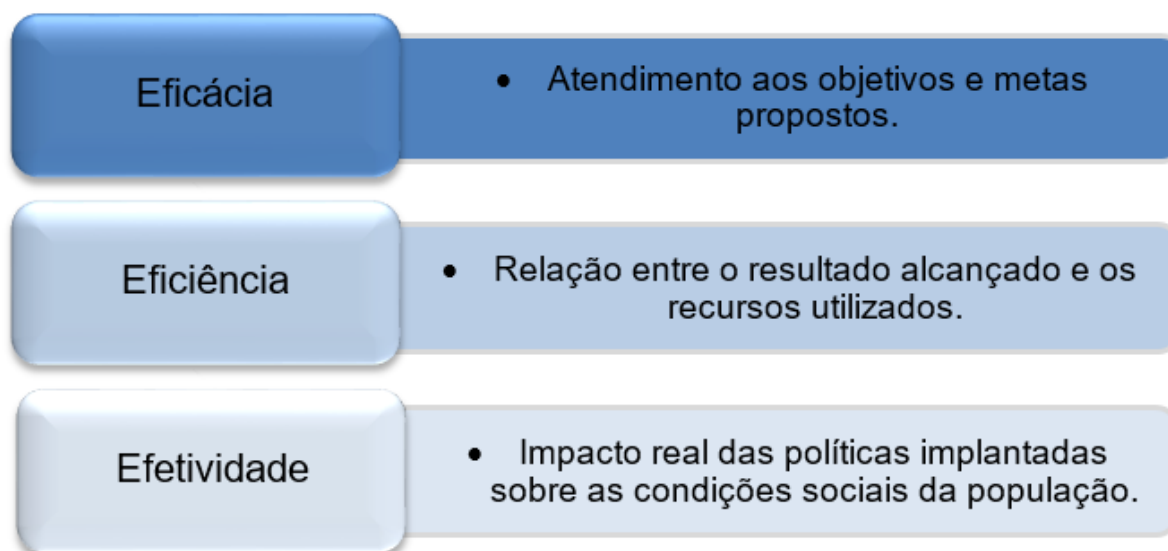 Eficácia
• Atendimento aos objetivos e metas
propostos.
Eficiência
• Relação entre o resultado alcançado e os
recursos utilizados.
Efetividade
• Impacto real das políticas implantadas
sobre as condições sociais da população.